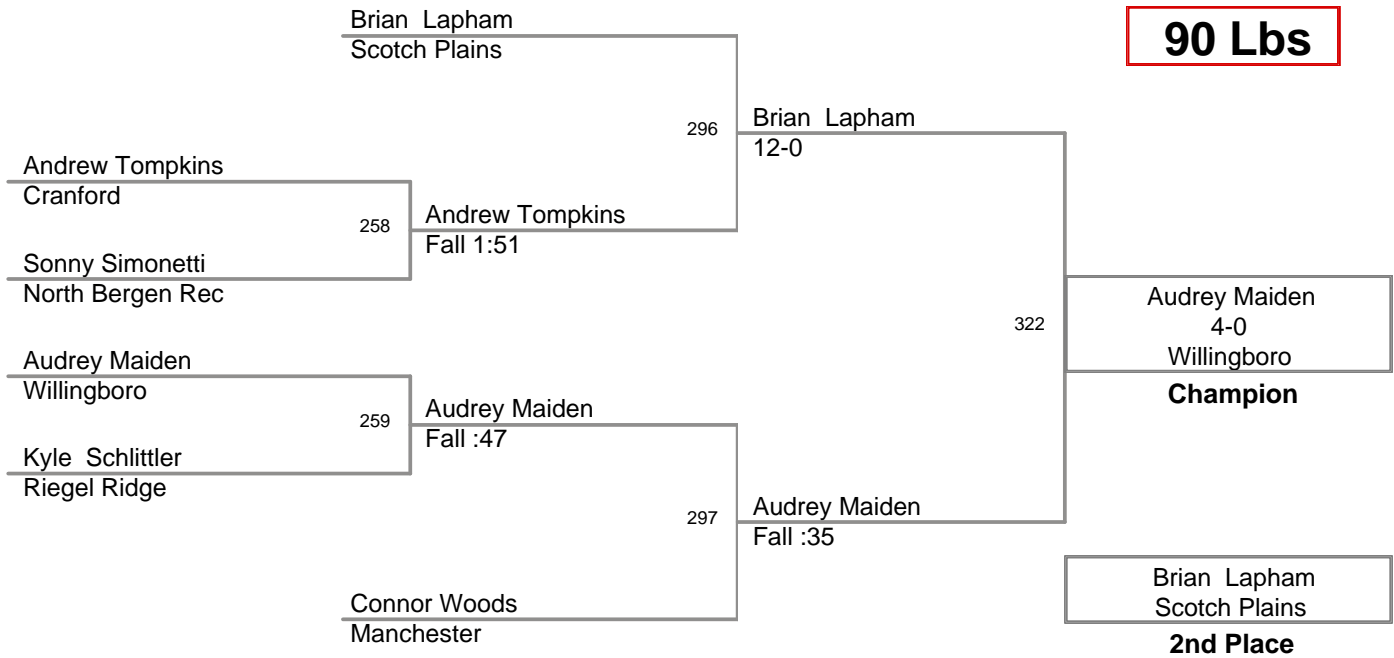 Brian  Lapham
Scotch Plains
90 Lbs
296
Brian  Lapham
12-0
Andrew Tompkins
Cranford
258
Andrew Tompkins
Fall 1:51
Sonny Simonetti
North Bergen Rec
322
Audrey Maiden
4-0
Willingboro
Champion
Audrey Maiden
Willingboro
259
Audrey Maiden
Fall :47
Kyle  Schlittler
Riegel Ridge
297
Audrey Maiden
Fall :35
Connor Woods
Manchester
Brian  Lapham
Scotch Plains
2nd Place